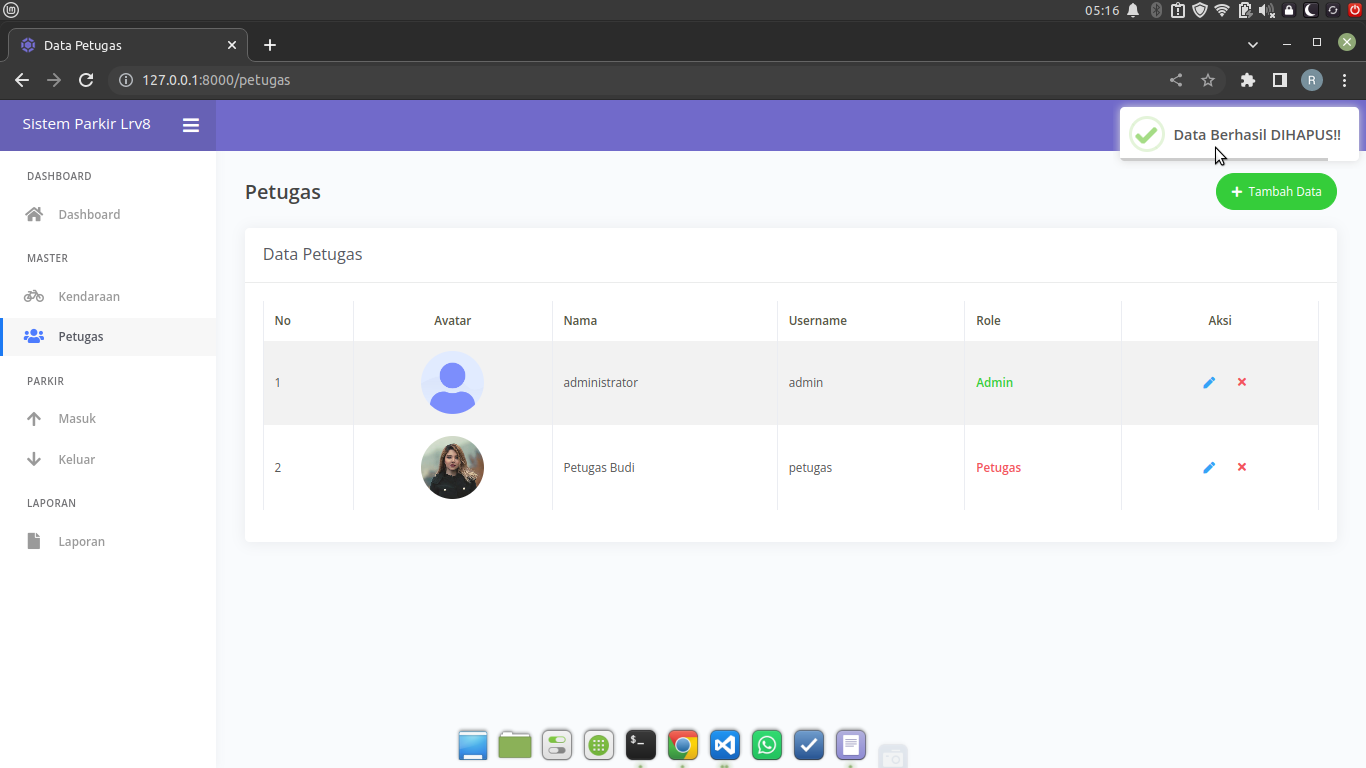 05:16
Data Petugas
127.0.0.1:8000/petugas
R
Sistem Parkir Lrv8
Data Berhasil DIHAPUS!!
DASHBOARD
Dashboard
MASTER
Kendaraan
Petugas
PARKIR
Masuk
Keluar
LAPORAN
Laporan
Petugas
+ Tambah Data
Data Petugas
No Avatar Nama Username Role Aksi
1 administrator admin Admin
2 Petugas Budi petugas Petugas
$_